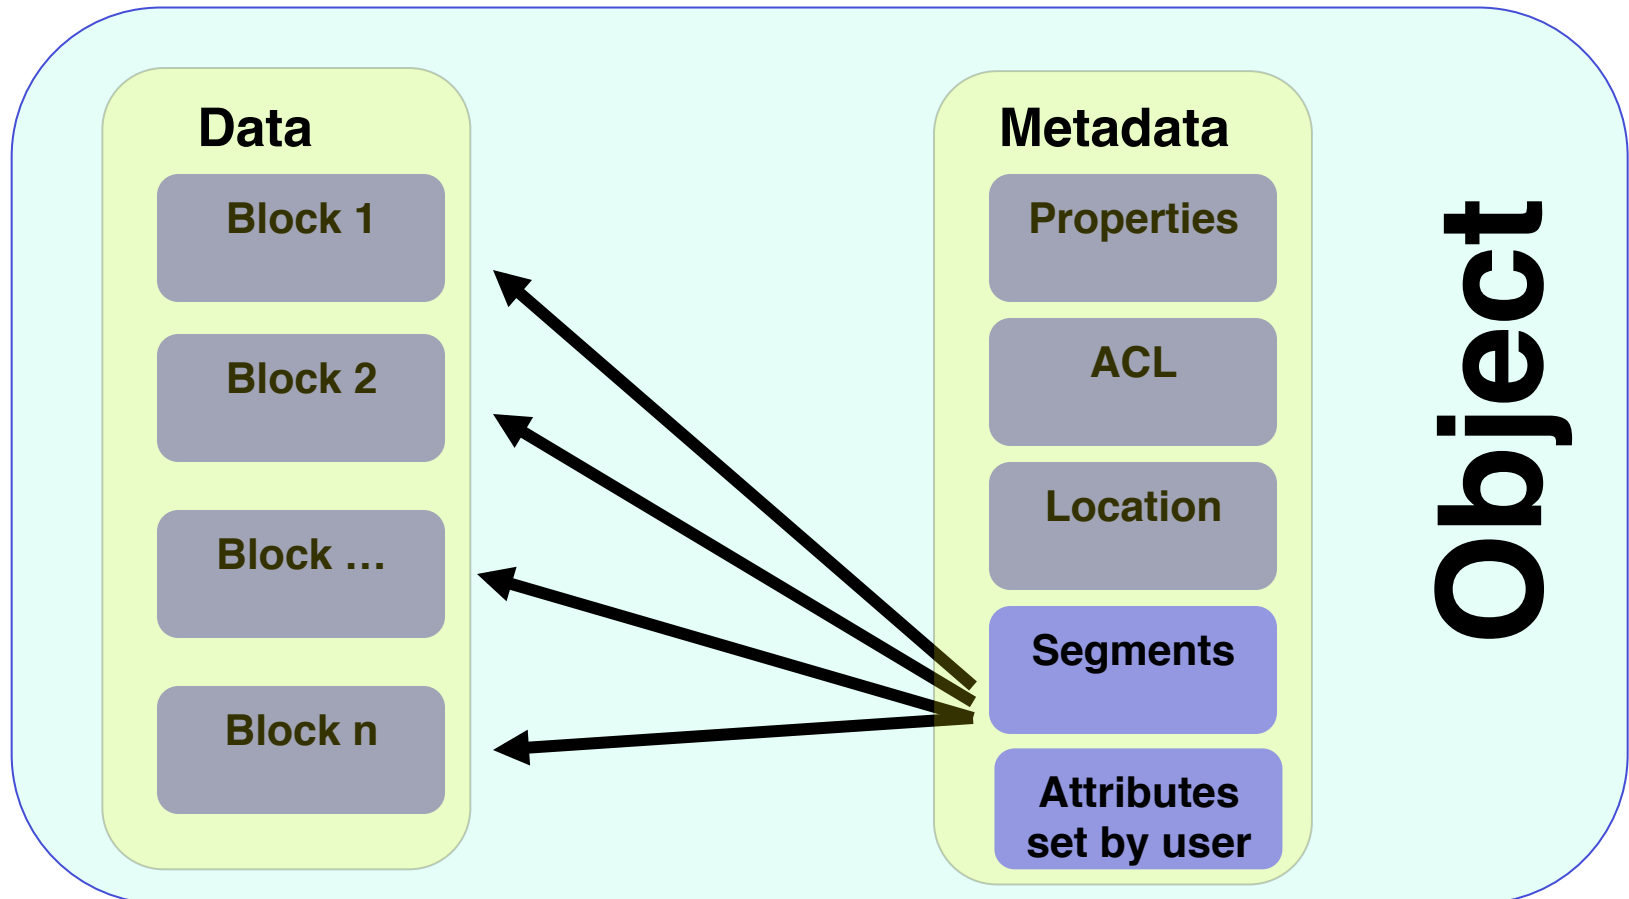 Data
Block 1
Block 2
Block …
Block n
Metadata
Properties
ACL
Location
Segments
Attributes
set by user
Object